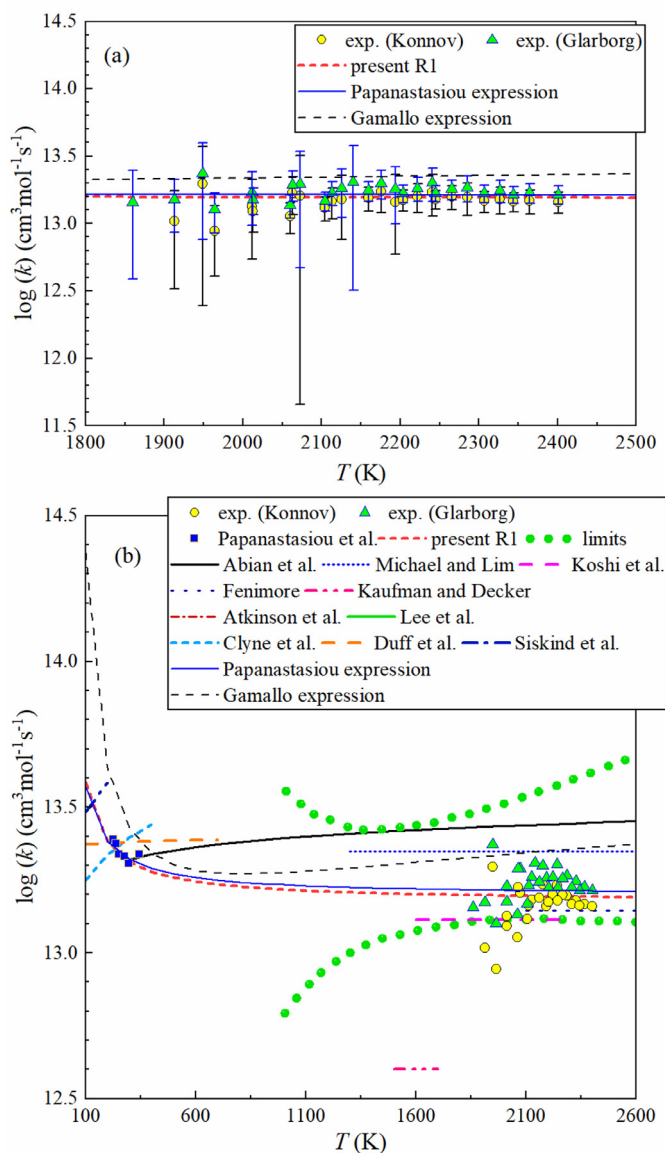 14.5
(a)
exp. (Konnov) exp. (Glarborg)
present R1
Papanastasiou expression
Gamallo expression
14.0
13.5
13.0
12.5
12.0
11.5
log (k) (cm³mol⁻¹s⁻¹)
1800 1900 2000 2100 2200 2300 2400 2500
T (K)
(b)
exp. (Konnov) exp. (Glarborg)
Papanastasiou et al. present R1 limits
Abian et al. Michael and Lim Koshi et al.
Fenimore Kaufman and Decker
Atkinson et al. Lee et al.
Clyne et al. Duff et al. Siskind et al.
Papanastasiou expression
Gamallo expression
14.5
14.0
13.5
13.0
12.5
log (k) (cm³mol⁻¹s⁻¹)
100 600 1100 1600 2100 2600
T (K)